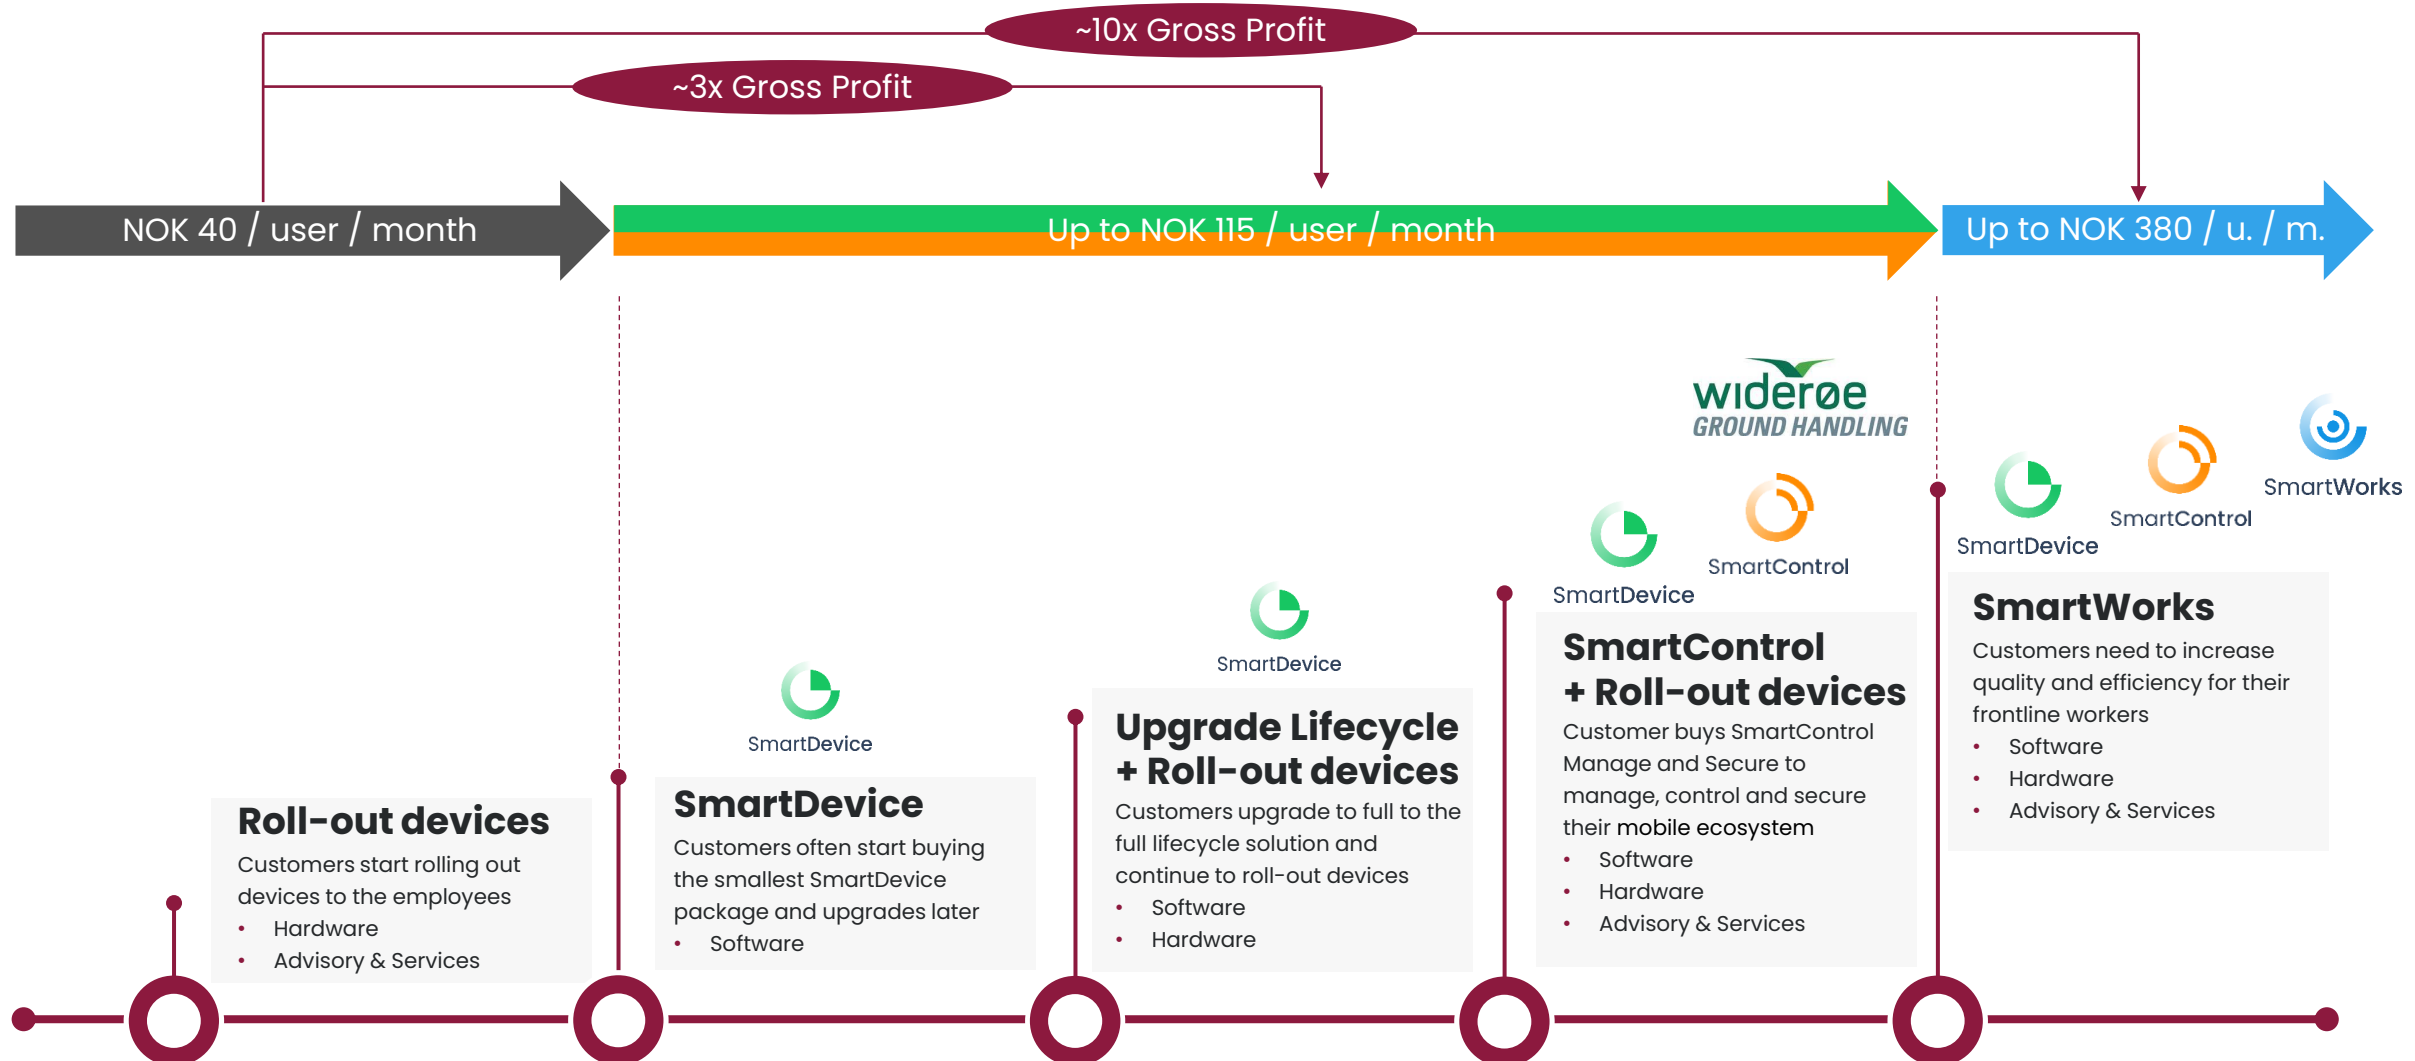 ~10x Gross Profit
~3x Gross Profit
NOK 40 / user / month
Up to NOK 115 / user / month
Up to NOK 380 / u. / m.
Roll-out devices
Customers start rolling out
devices to the employees
• Hardware
• Advisory & Services
SmartDevice
SmartDevice
Customers often start buying
the smallest SmartDevice
package and upgrades later
• Software
SmartDevice
Upgrade Lifecycle
+ Roll-out devices
Customers upgrade to full to the
full lifecycle solution and
continue to roll-out devices
• Software
• Hardware
widerøe
GROUND HANDLING
SmartDevice
SmartControl
SmartControl
+ Roll-out devices
Customer buys SmartControl
Manage and Secure to
manage, control and secure
their mobile ecosystem
• Software
• Hardware
• Advisory & Services
SmartDevice
SmartControl
SmartWorks
SmartWorks
Customers need to increase
quality and efficiency for their
frontline workers
• Software
• Hardware
• Advisory & Services